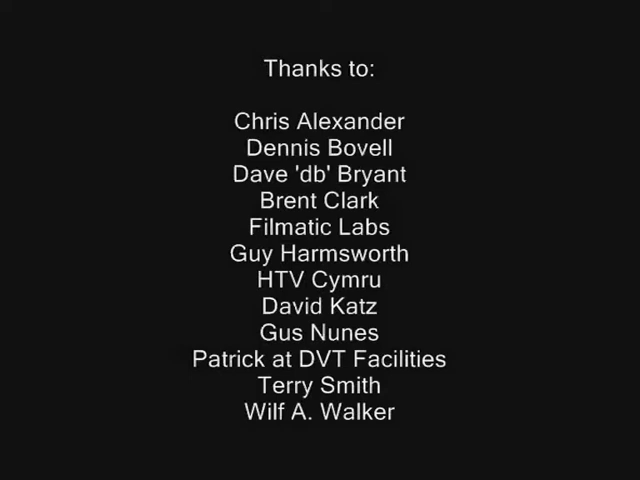 Thanks to:
Chris Alexander
Dennis Bovell
Dave 'db' Bryant
Brent Clark
Filmatic Labs
Guy Harmsworth
HTV Cymru
David Katz
Gus Nunes
Patrick at DVT Facilities
Terry Smith
Wilf A. Walker